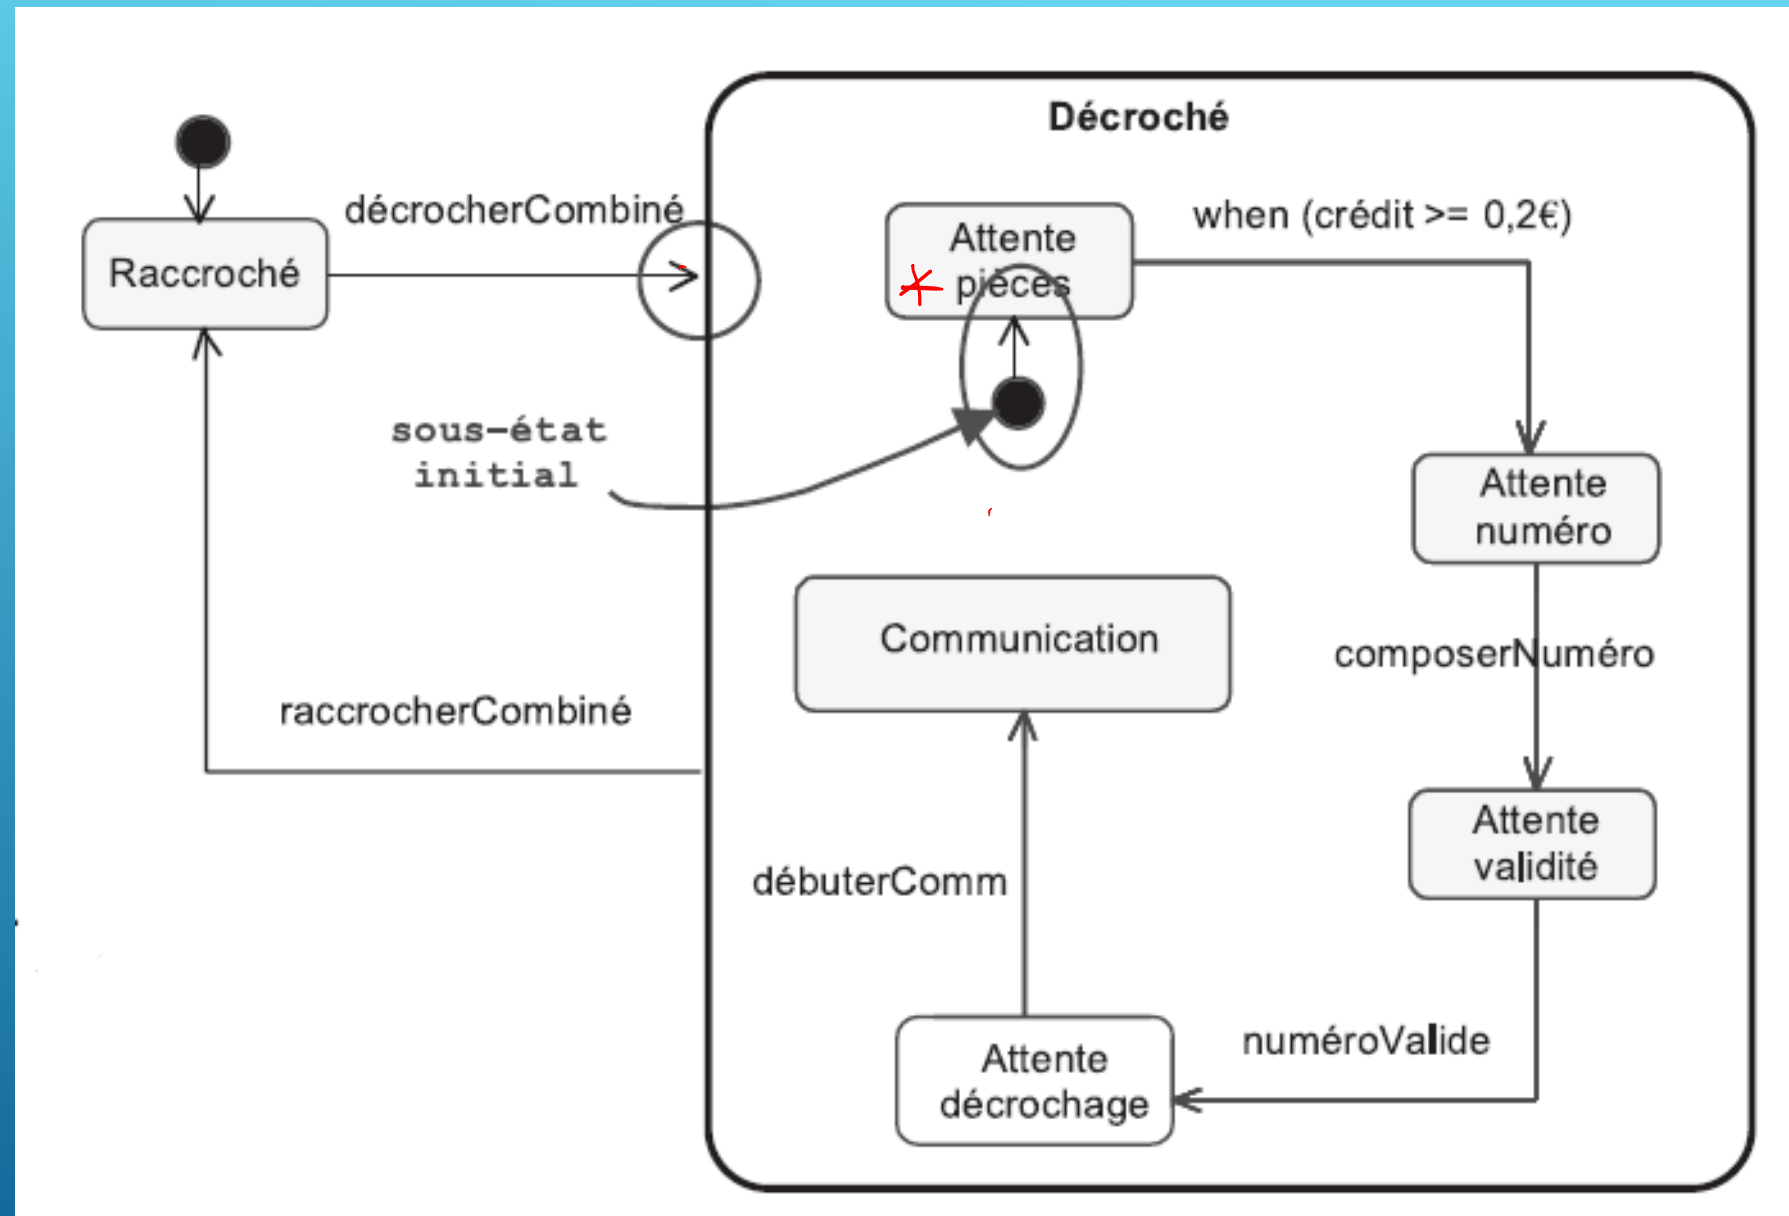 Décroché
décrocherCombiné
Raccroché
Attente
pièces
when (crédit >= 0,2€)
sous-état
initial
Attente
numéro
Communication
composerNuméro
raccrocherCombiné
Attente
validité
débuterComm
numéroValide
Attente
décrochage